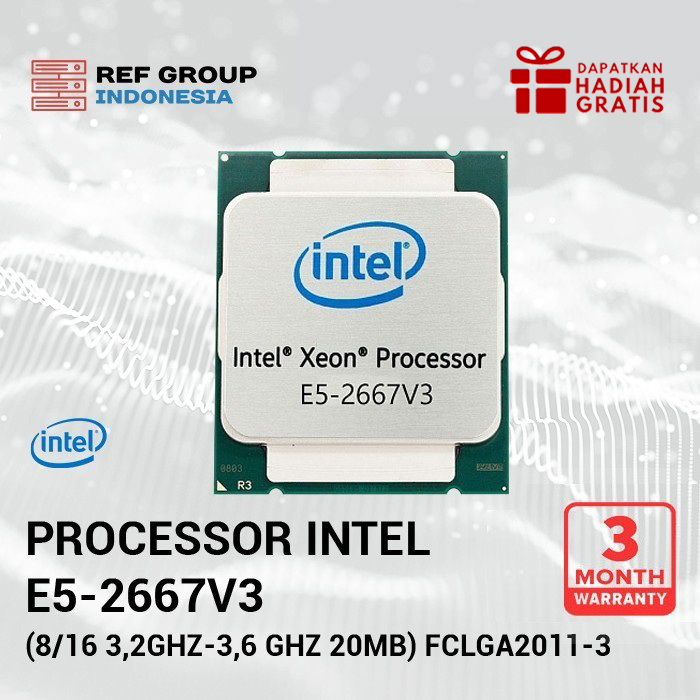 REF GROUP
INDONESIA
DAPATKAN
HADIAH
GRATIS
intel®
Intel® Xeon® Processor
E5-2667V3
0803
R3
intel
PROCESSOR INTEL
E5-2667V3
(8/16 3,2GHZ-3,6 GHZ 20MB) FCLGA2011-3
3
MONTH
WARRANTY